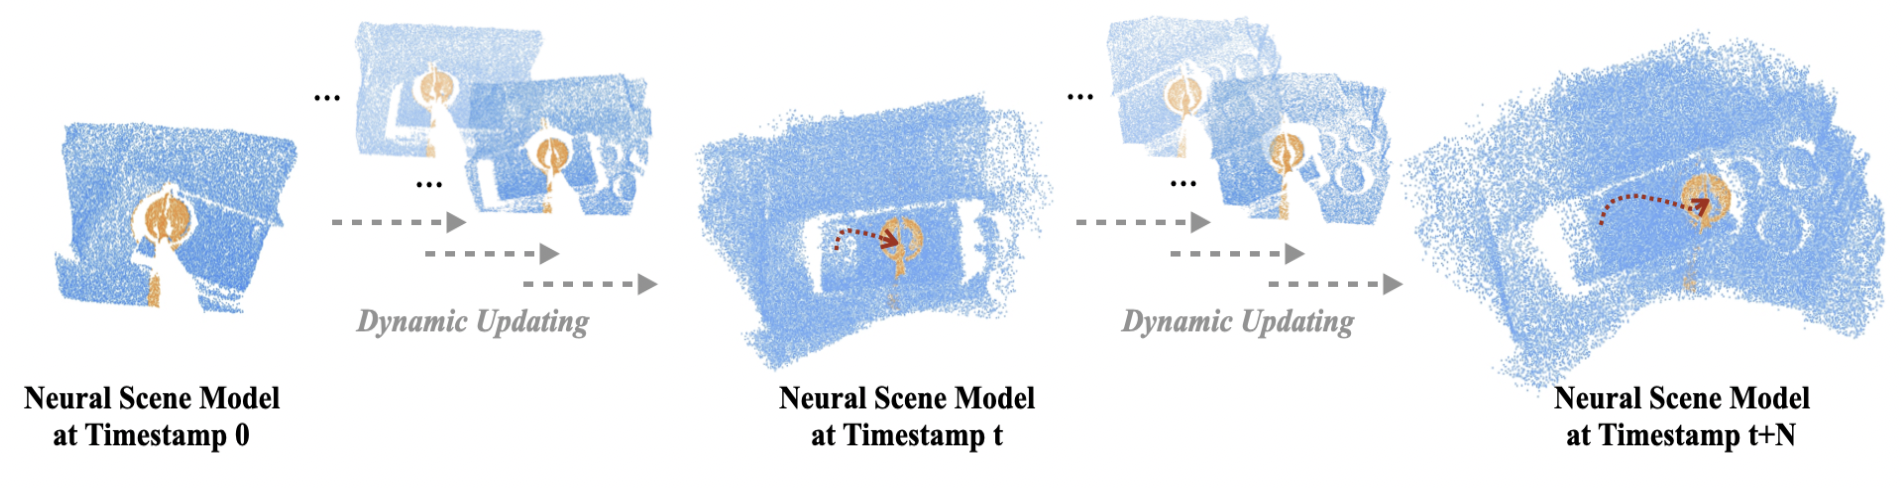 ...
...
...
...
Dynamic Updating
Dynamic Updating
Neural Scene Model
at Timestamp 0
Neural Scene Model
at Timestamp t
Neural Scene Model
at Timestamp t+N